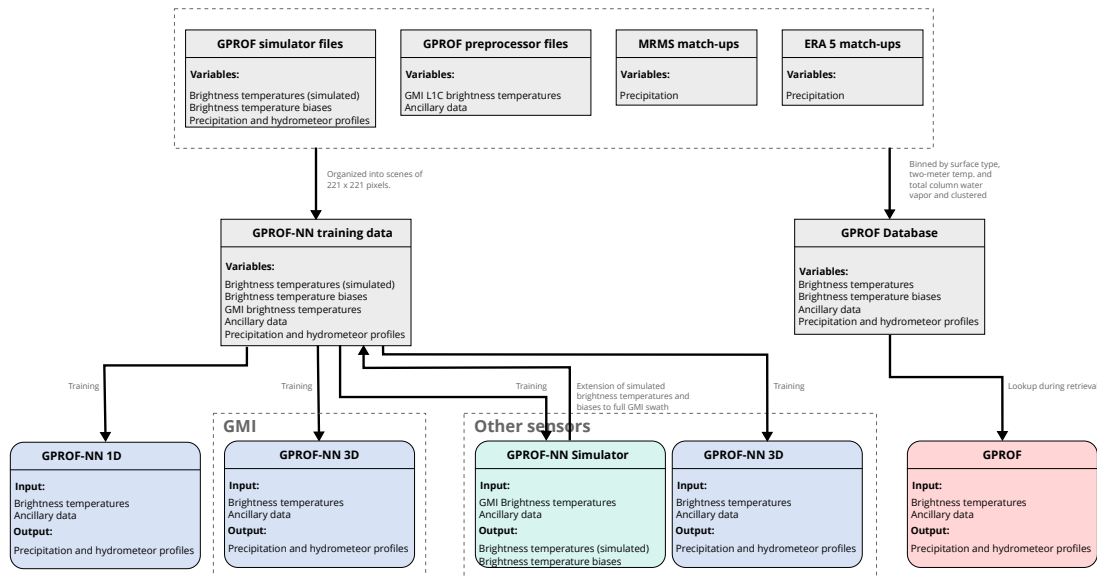 GPROF simulator files
Variables:
Brightness temperatures (simulated)
Brightness temperature biases
Precipitation and hydrometeor profiles
GPROF preprocessor files
Variables:
GMI L1C brightness temperatures
Ancillary data
MRMS match-ups
Variables:
Precipitation
ERA 5 match-ups
Variables:
Precipitation
Organized into scenes of
221 x 221 pixels.
Binned by surface type,
two-meter temp. and
total column water
vapor and clustered
GPROF-NN training data
Variables:
Brightness temperatures (simulated)
Brightness temperature biases
GMI brightness temperatures
Ancillary data
Precipitation and hydrometeor profiles
GPROF Database
Variables:
Brightness temperatures
Brightness temperature biases
Ancillary data
Precipitation and hydrometeor profiles
Training
Training
Training
Extension of simulated
brightness temperatures and
biases to full GMI swath
Training
Lookup during retrieval
GMI
Other sensors
GPROF-NN 1D
Input:
Brightness temperatures
Ancillary data
Output:
Precipitation and hydrometeor profiles
GPROF-NN 3D
Input:
Brightness temperatures
Ancillary data
Output:
Precipitation and hydrometeor profiles
GPROF-NN Simulator
Input:
GMI Brightness temperatures
Ancillary data
Output:
Brightness temperatures (simulated)
Brightness temperature biases
GPROF-NN 3D
Input:
Brightness temperatures
Ancillary data
Output:
Precipitation and hydrometeor profiles
GPROF
Input:
Brightness temperatures
Ancillary data
Output:
Precipitation and hydrometeor profiles